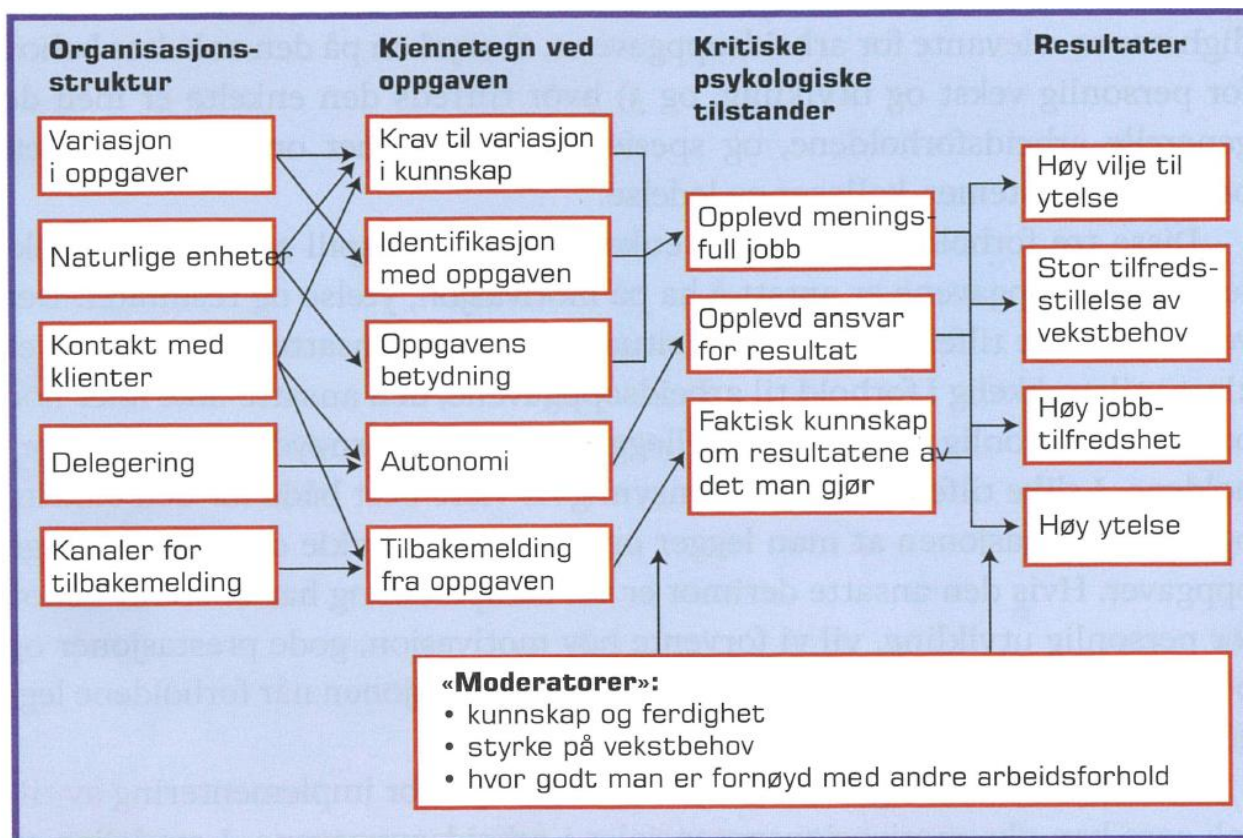 Organisasjons-
struktur
Kjennetegn ved
oppgaven
Kritiske
psykologiske
tilstander
Resultater
Variasjon
i oppgaver
Naturlige enheter
Kontakt med
klienter
Delegering
Kanaler for
tilbakemelding
Krav til variasjon
i kunnskap
Identifikasjon
med oppgaven
Oppgavens
betydning
Autonomi
Tilbakemelding
fra oppgaven
Opplevd menings-
full jobb
Opplevd ansvar
for resultat
Faktisk kunnskap
om resultatene av
det man gjør
Høy vilje til
ytelse
Stor tilfreds-
stillelse av
vekstbehov
Høy jobb-
tilfredshet
Høy ytelse
«Moderatorer»:
• kunnskap og ferdighet
• styrke på vekstbehov
• hvor godt man er fornøyd med andre arbeidsforhold